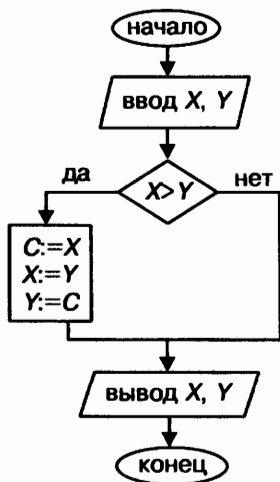 начало
ввод X, Y
да
X>Y
нет
C:=X
X:=Y
Y:=C
вывод X, Y
конец